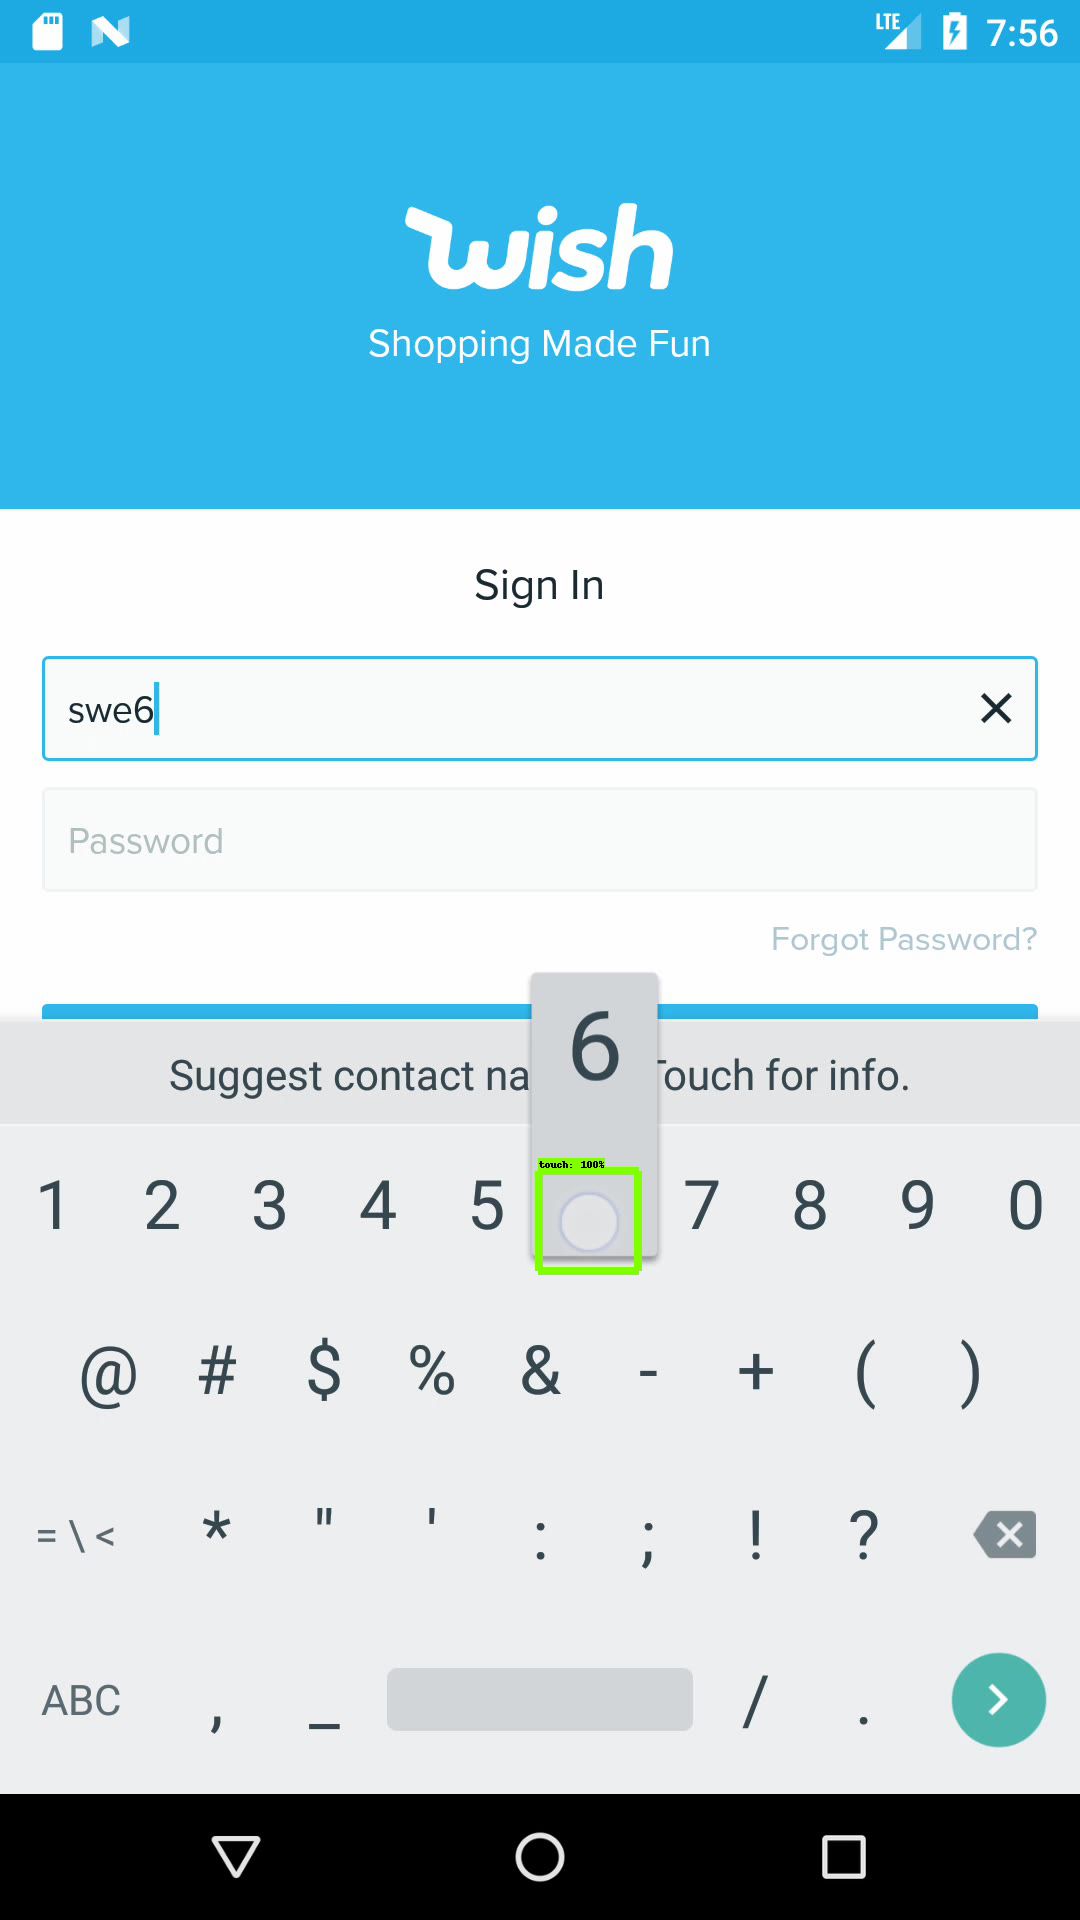 LTE 7:56
wish
Shopping Made Fun
Sign In
swe6
Password
Forgot Password?
6
Suggest contact na Touch for info.
touch: 100%
1 2 3 4 5 7 8 9 0
@ # $ % & - + ( )
= \ < * " ' : ; ! ?
ABC , _ / .